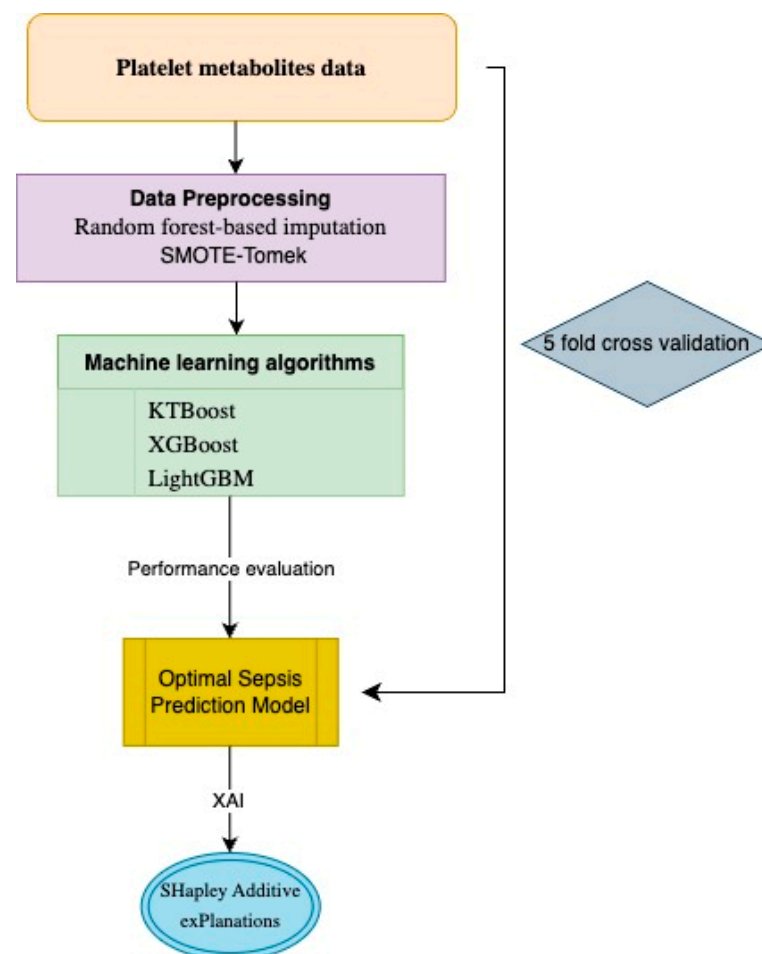 Platelet metabolites data
Data Preprocessing
Random forest-based imputation
SMOTE-Tomek
Machine learning algorithms
KTBoost
XGBoost
LightGBM
5 fold cross validation
Performance evaluation
Optimal Sepsis
Prediction Model
XAI
SHapley Additive
exPlanations